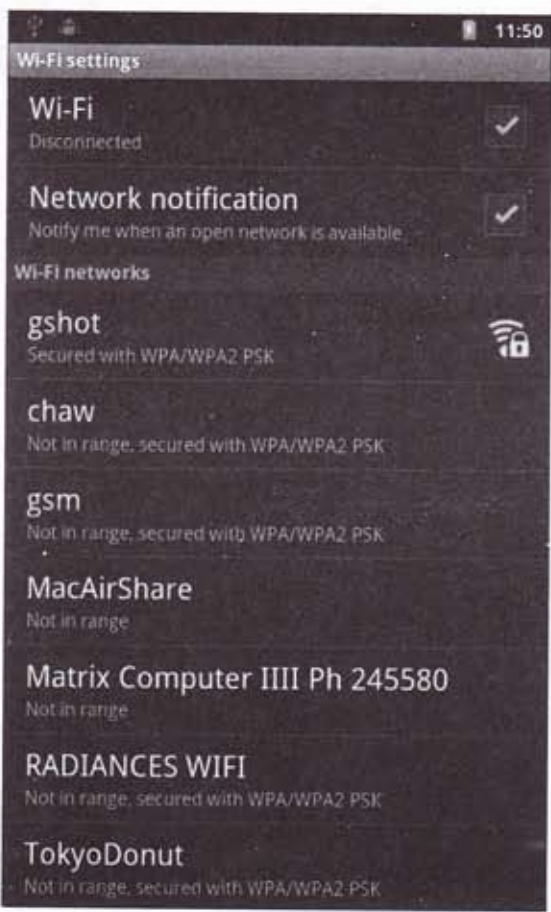 11:50
Wi-Fi settings
Wi-Fi
Disconnected
Network notification
Notify me when an open network is available
Wi-Fi networks
gshot
Secured with WPA/WPA2 PSK
chaw
Not in range, secured with WPA/WPA2 PSK
gsm
Not in range, secured with WPA/WPA2 PSK
MacAirShare
Not in range
Matrix Computer IIII Ph 245580
Not in range
RADIANCES WIFI
Not in range, secured with WPA/WPA2 PSK
TokyoDonut
Not in range, secured with WPA/WPA2 PSK